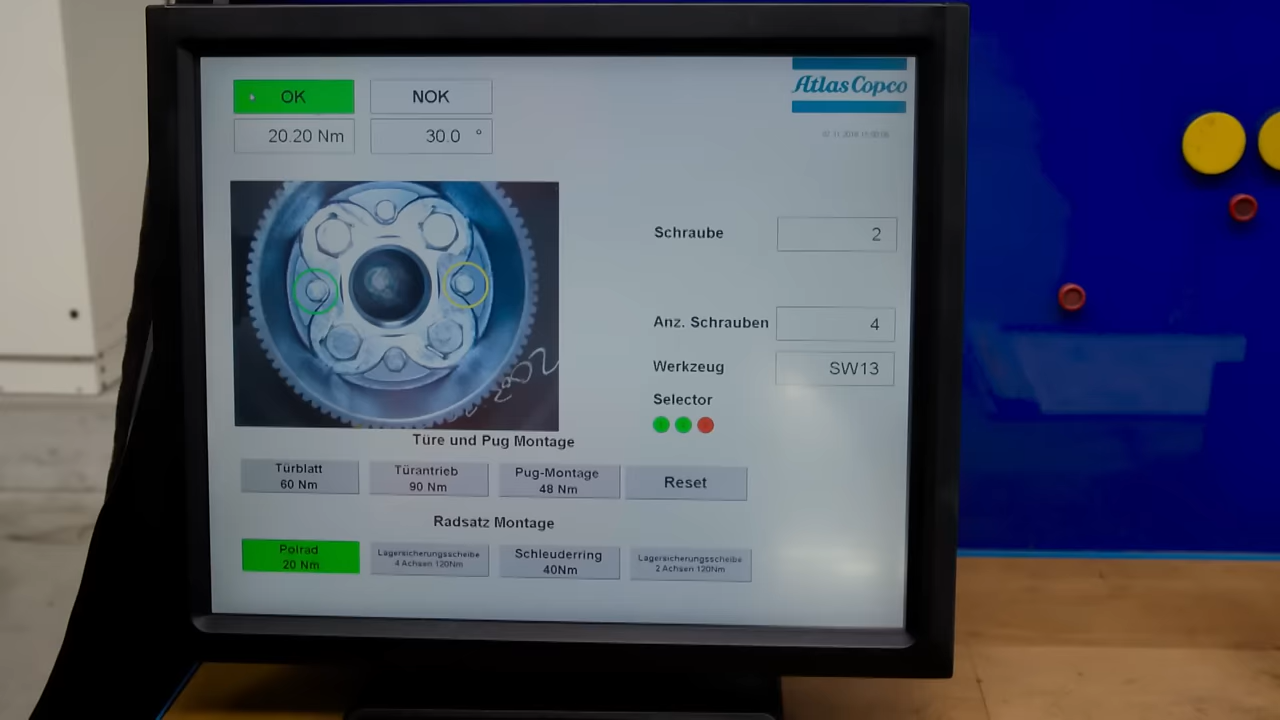 OK
NOK
Atlas Copco
20.20 Nm
30.0 °
Schraube
2
Anz. Schrauben
4
Werkzeug
SW13
Selector
Türe und Pug Montage
Türblatt
60 Nm
Türantrieb
90 Nm
Pug-Montage
48 Nm
Reset
Radsatz Montage
Polrad
20 Nm
Lagersicherungsscheibe
4 Achsen 120Nm
Schleuderring
40Nm
Lagersicherungsscheibe
2 Achsen 120Nm